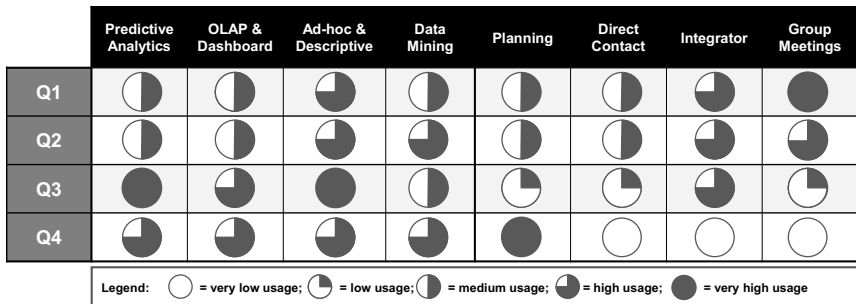 Predictive Analytics OLAP & Dashboard Ad-hoc & Descriptive Data Mining Planning Direct Contact Integrator Group Meetings
Q1
Q2
Q3
Q4
Legend: = very low usage; = low usage; = medium usage; = high usage; = very high usage